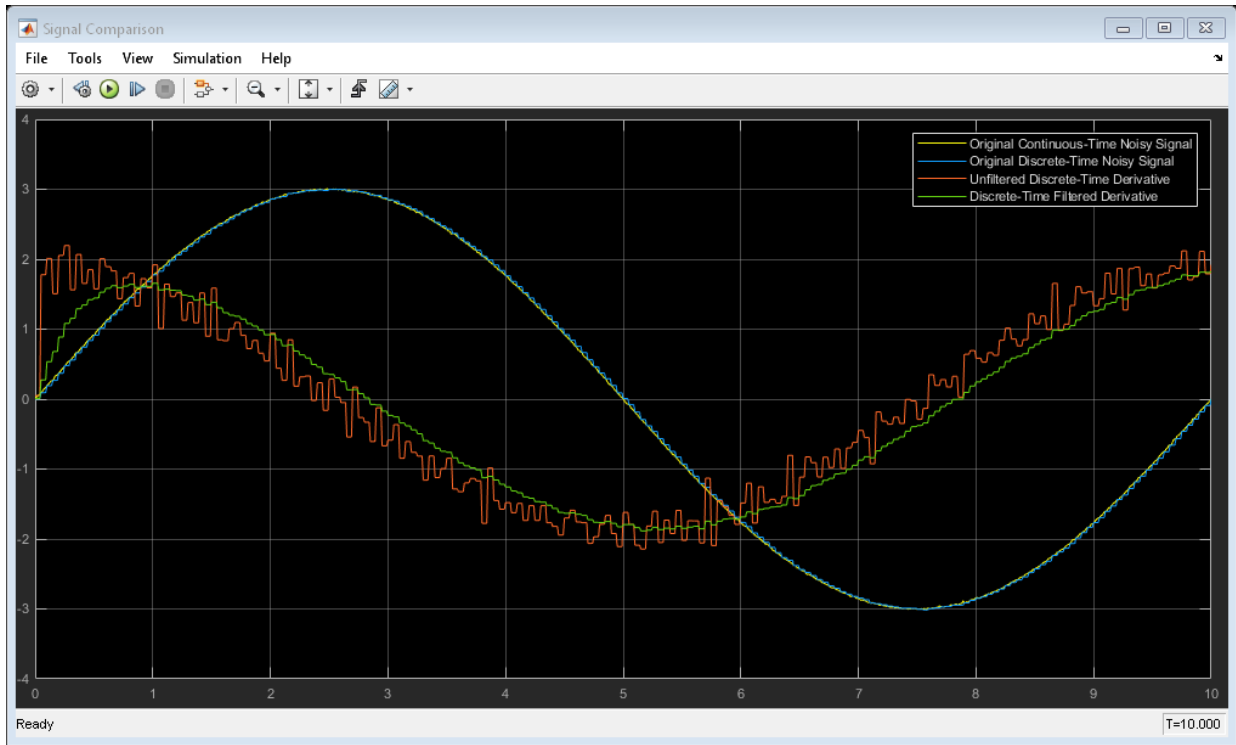 Signal Comparison
File Tools View Simulation Help
Original Continuous-Time Noisy Signal
Original Discrete-Time Noisy Signal
Unfiltered Discrete-Time Derivative
Discrete-Time Filtered Derivative
4
3
2
1
0
-1
-2
-3
-4
0 1 2 3 4 5 6 7 8 9 10
Ready T=10.000